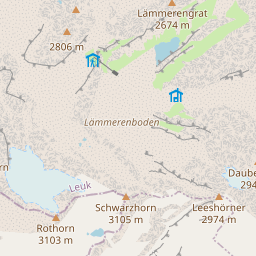 Lämmerengrat
2674 m
2806 m
Lämmerenboden
Leuk
Schwarzhorn
3105 m
Leeshörner
2974 m
Rothorn
3103 m